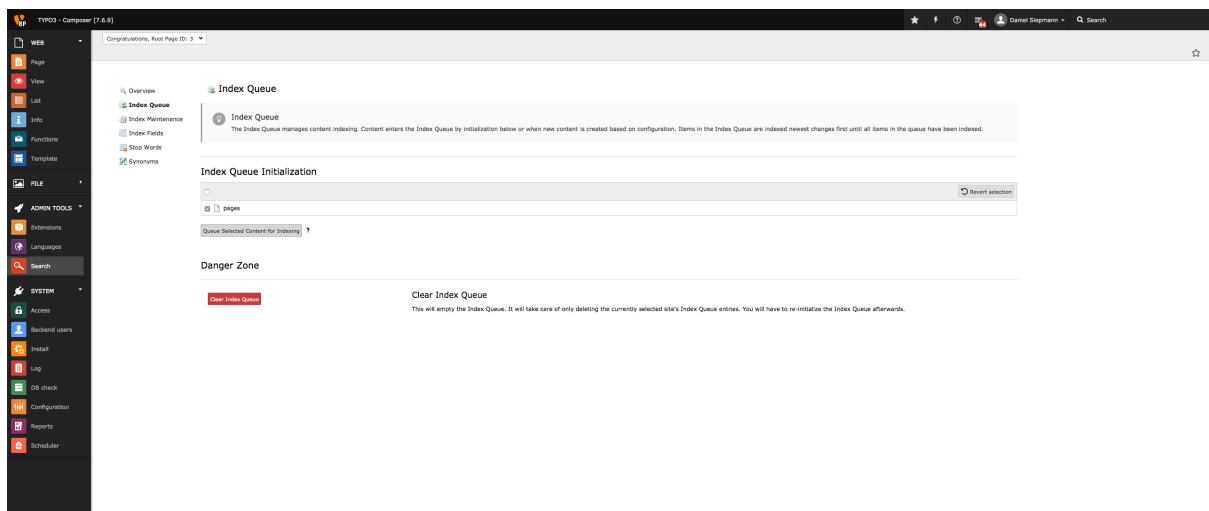 TYPO3 - Composer [7.6.9]
64
Daniel Siepmann
Search
WEB
Page
View
List
Info
Functions
Template
FILE
ADMIN TOOLS
Extensions
Languages
Search
SYSTEM
Access
Backend users
Install
Log
DB check
Configuration
Reports
Scheduler
Congratulations, Root Page ID: 3
Overview
Index Queue
Index Maintenance
Index Fields
Stop Words
Synonyms
Index Queue
Index Queue
The Index Queue manages content indexing. Content enters the Index Queue by initialization below or when new content is created based on configuration. Items in the Index Queue are indexed newest changes first until all items in the queue have been indexed.
Index Queue Initialization
Revert selection
pages
Queue Selected Content for Indexing ?
Danger Zone
Clear Index Queue
Clear Index Queue
This will empty the Index Queue. It will take care of only deleting the currently selected site's Index Queue entries. You will have to re-initialize the Index Queue afterwards.